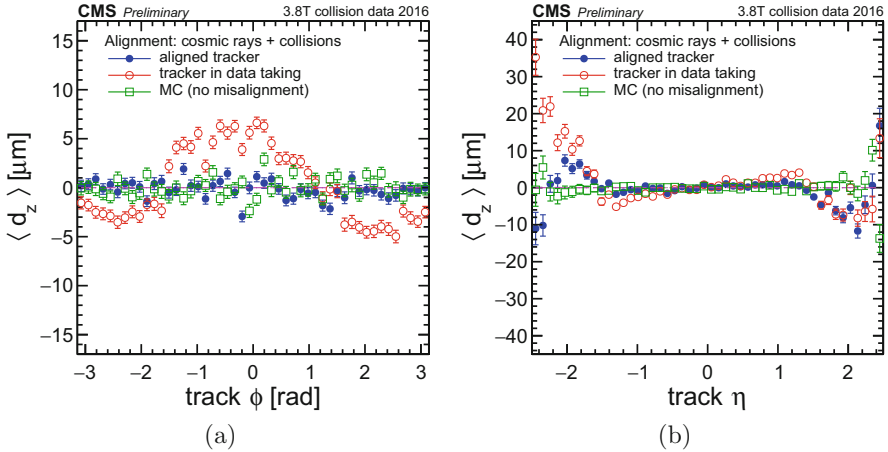 CMS Preliminary 3.8T collision data 2016
Alignment: cosmic rays + collisions
aligned tracker
tracker in data taking
MC (no misalignment)
⟨ d_z ⟩ [μm]
15
10
5
0
−5
−10
−15
−3 −2 −1 0 1 2 3
track ϕ [rad]
(a)
CMS Preliminary 3.8T collision data 2016
Alignment: cosmic rays + collisions
aligned tracker
tracker in data taking
MC (no misalignment)
⟨ d_z ⟩ [μm]
40
30
20
10
0
−10
−20
−30
−40
−2 −1 0 1 2
track η
(b)